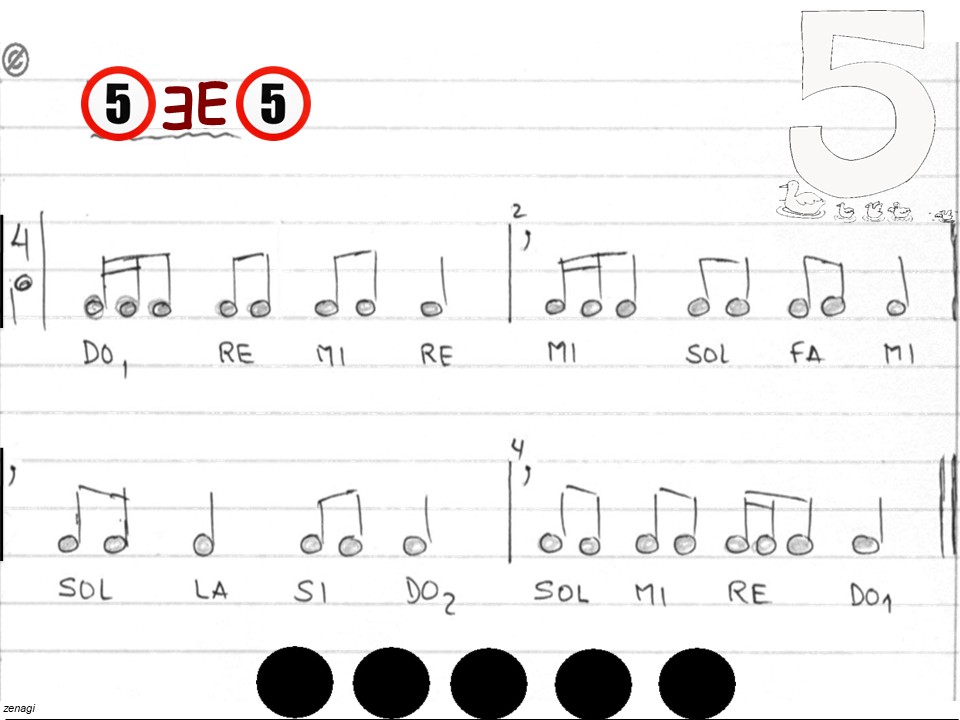 5
5 ƎE 5
2
4
DO1 RE MI RE MI SOL FA MI
4
SOL LA SI DO2 SOL MI RE DO1
zenagi